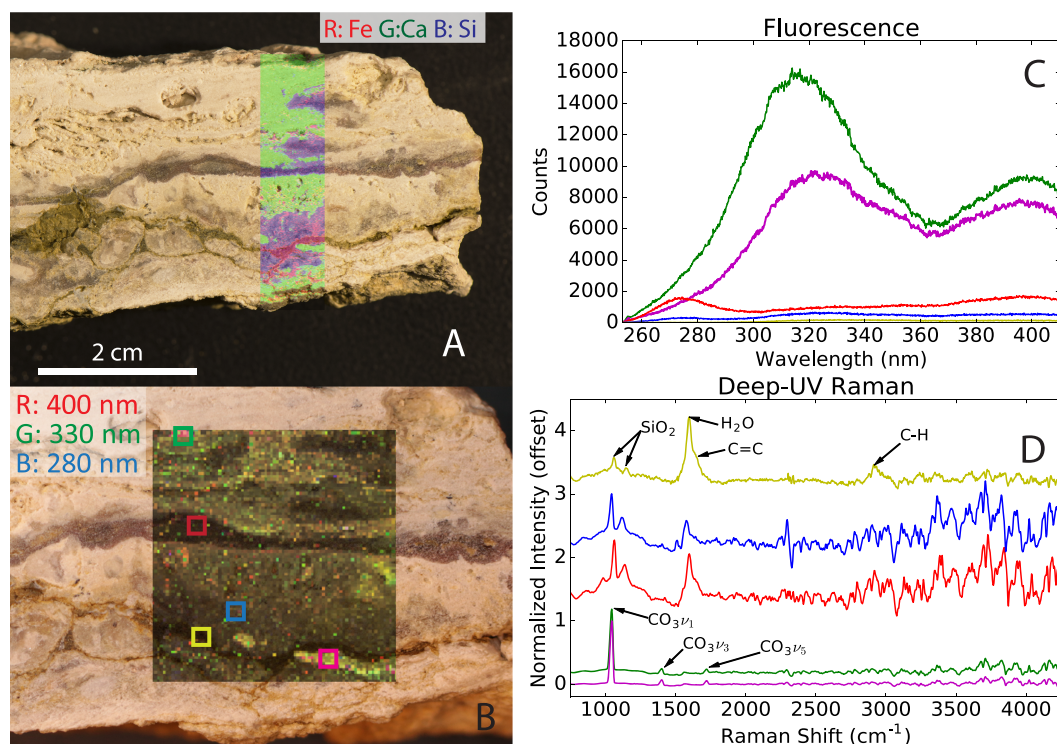 R: Fe G:Ca B: Si
A
2 cm
R: 400 nm
G: 330 nm
B: 280 nm
B
Fluorescence
C
Counts
18000
16000
14000
12000
10000
8000
6000
4000
2000
0
260 280 300 320 340 360 380 400
Wavelength (nm)
Deep-UV Raman
D
Normalized Intensity (offset)
4
3
2
1
0
SiO₂
H₂O
C=C
C-H
CO₃ν₁
CO₃ν₃
CO₃ν₅
1000 1500 2000 2500 3000 3500 4000
Raman Shift (cm⁻¹)